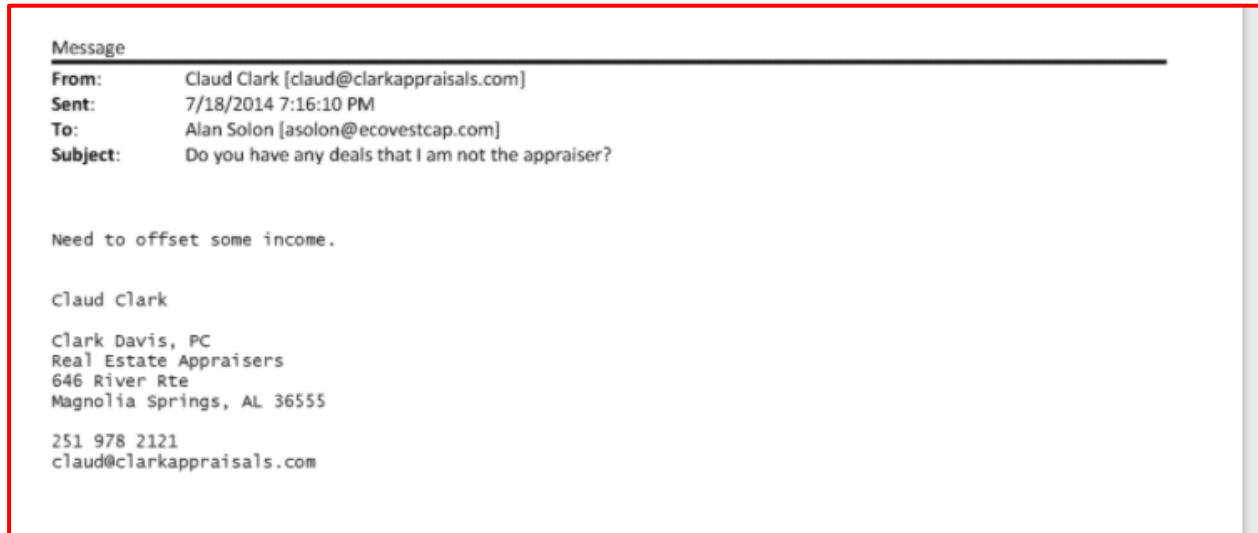 Message
From: Claud Clark [claud@clarkappraisals.com]
Sent: 7/18/2014 7:16:10 PM
To: Alan Solon [asolon@ecovestcap.com]
Subject: Do you have any deals that I am not the appraiser?
Need to offset some income.
Claud Clark
Clark Davis, PC
Real Estate Appraisers
646 River Rte
Magnolia Springs, AL 36555
251 978 2121
claud@clarkappraisals.com